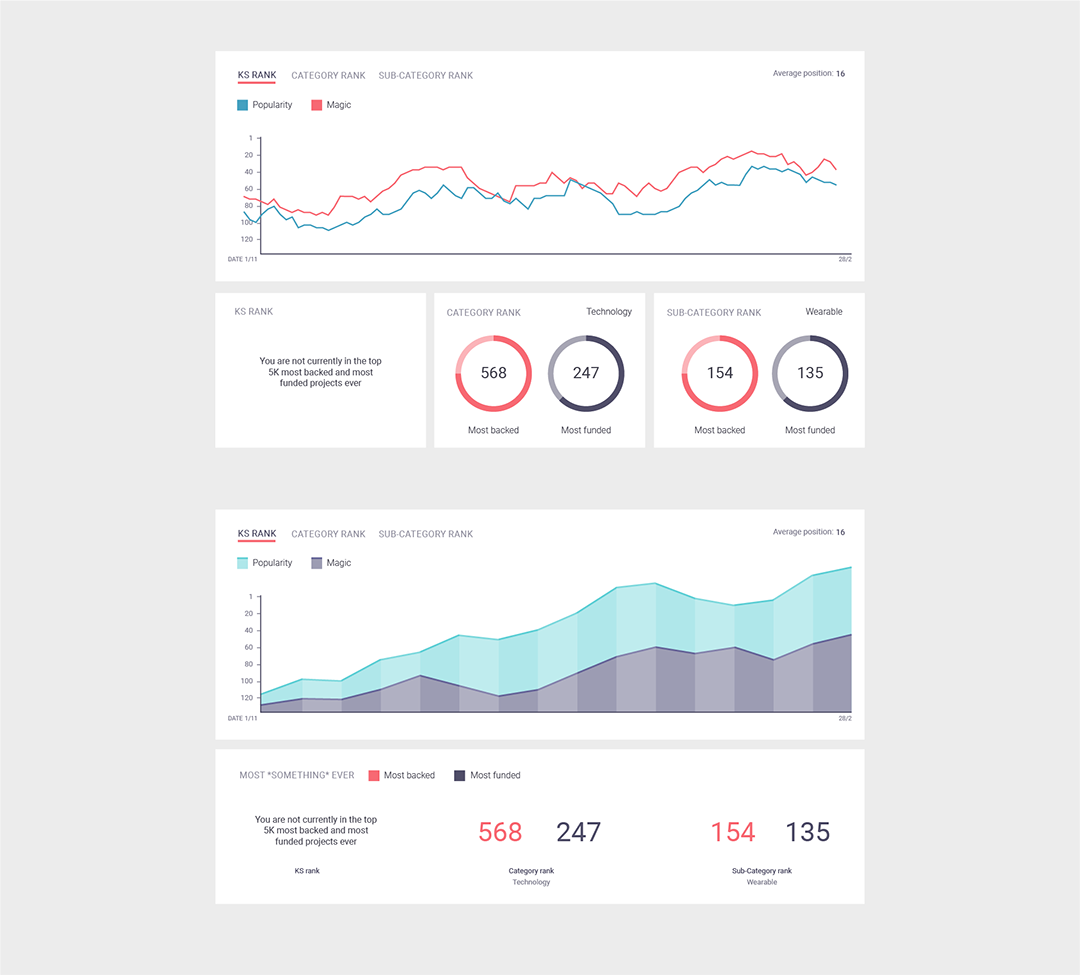 KS RANK CATEGORY RANK SUB-CATEGORY RANK Average position: 16
Popularity Magic
1
20
40
60
80
100
120
DATE 1/11 28/2
KS RANK
You are not currently in the top
5K most backed and most
funded projects ever
CATEGORY RANK Technology
568 247
Most backed Most funded
SUB-CATEGORY RANK Wearable
154 135
Most backed Most funded
KS RANK CATEGORY RANK SUB-CATEGORY RANK Average position: 16
Popularity Magic
1
20
40
60
80
100
120
DATE 1/11 28/2
MOST *SOMETHING* EVER Most backed Most funded
You are not currently in the top
5K most backed and most
funded projects ever
KS rank
568 247
Category rank
Technology
154 135
Sub-Category rank
Wearable